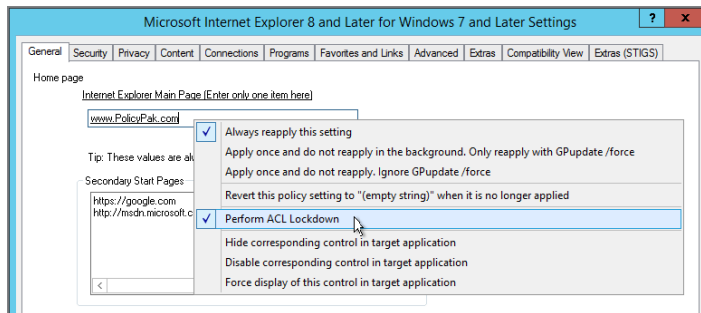 Microsoft Internet Explorer 8 and Later for Windows 7 and Later Settings ? x
General Security Privacy Content Connections Programs Favorites and Links Advanced Extras Compatibility View Extras (STIGS)
Home page
Internet Explorer Main Page (Enter only one item here)
www.PolicyPak.com
Always reapply this setting
Apply once and do not reapply in the background. Only reapply with GPupdate /force
Tip: These values are al
Apply once and do not reapply. Ignore GPupdate /force
Secondary Start Pages
Revert this policy setting to "(empty string)" when it is no longer applied
https://google.com
http://msdn.microsoft.c
Perform ACL Lockdown
Hide corresponding control in target application
Disable corresponding control in target application
Force display of this control in target application